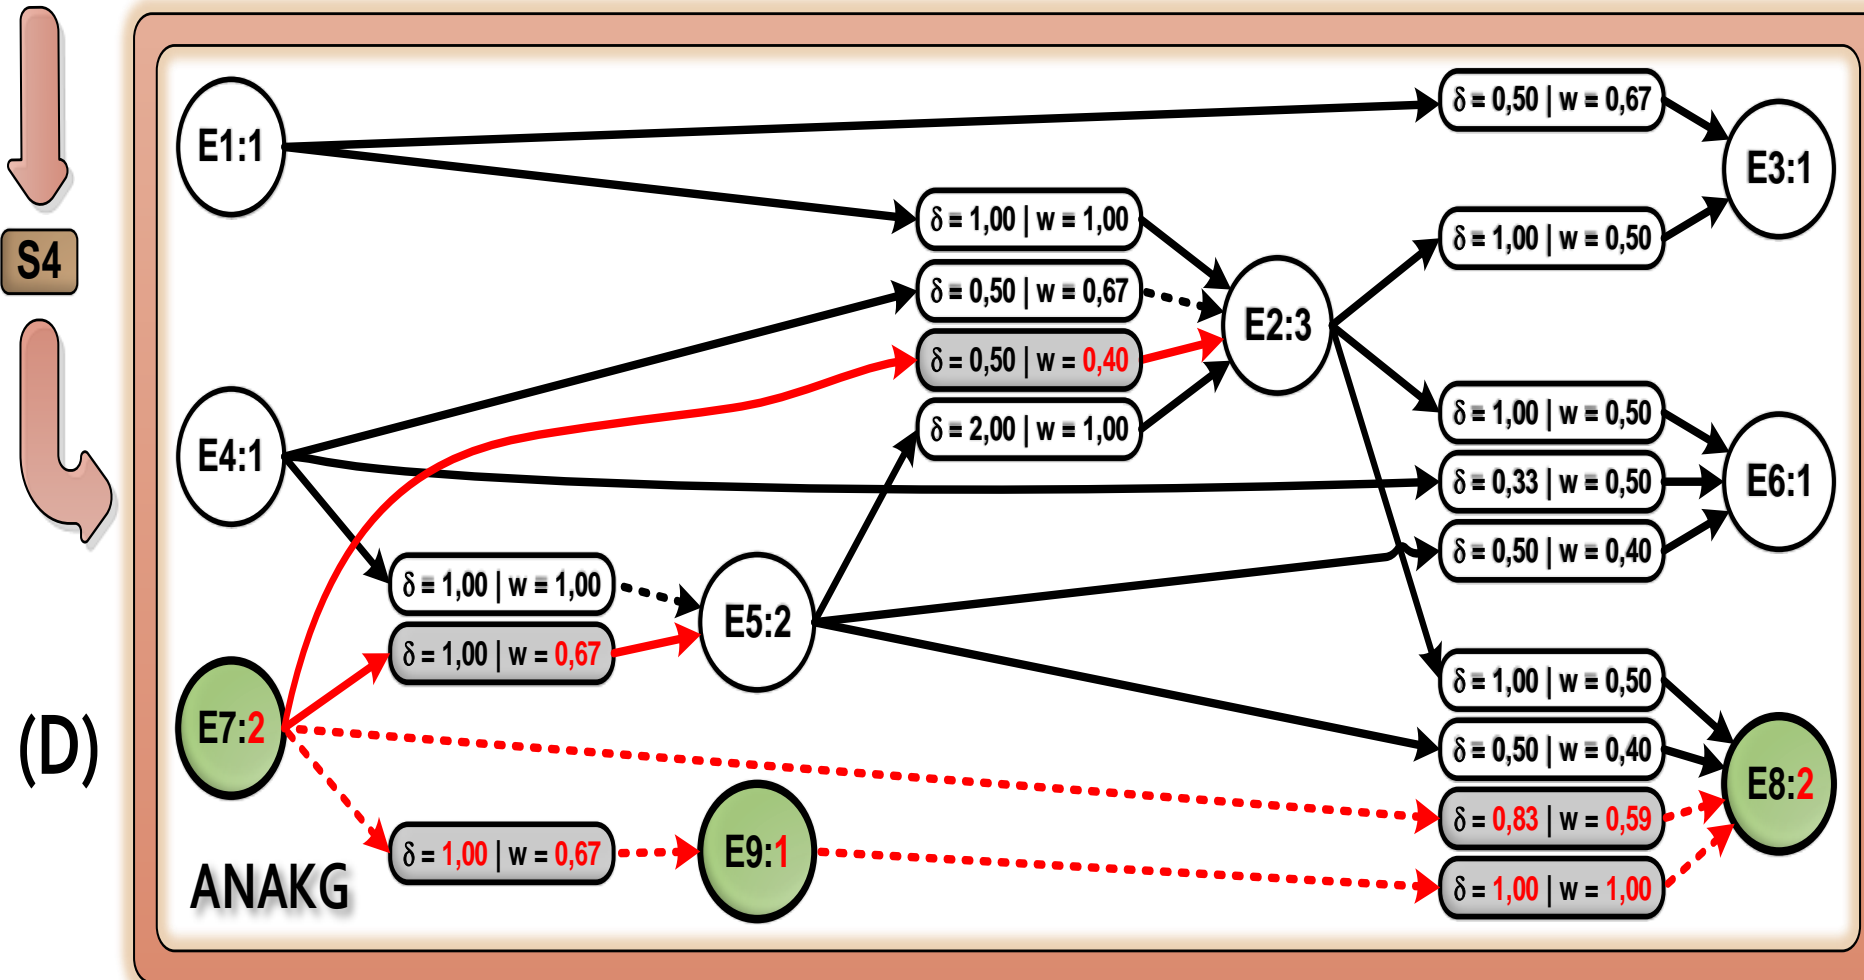 E1:1
δ = 0,50 | w = 0,67
E3:1
δ = 1,00 | w = 1,00
δ = 1,00 | w = 0,50
S4
δ = 0,50 | w = 0,67
E2:3
δ = 0,50 | w = 0,40
δ = 2,00 | w = 1,00
δ = 1,00 | w = 0,50
E4:1
δ = 0,33 | w = 0,50
E6:1
δ = 0,50 | w = 0,40
δ = 1,00 | w = 1,00
E5:2
δ = 1,00 | w = 0,67
δ = 1,00 | w = 0,50
E7:2
(D)
δ = 0,50 | w = 0,40
E8:2
δ = 0,83 | w = 0,59
δ = 1,00 | w = 0,67
E9:1
δ = 1,00 | w = 1,00
ANAKG